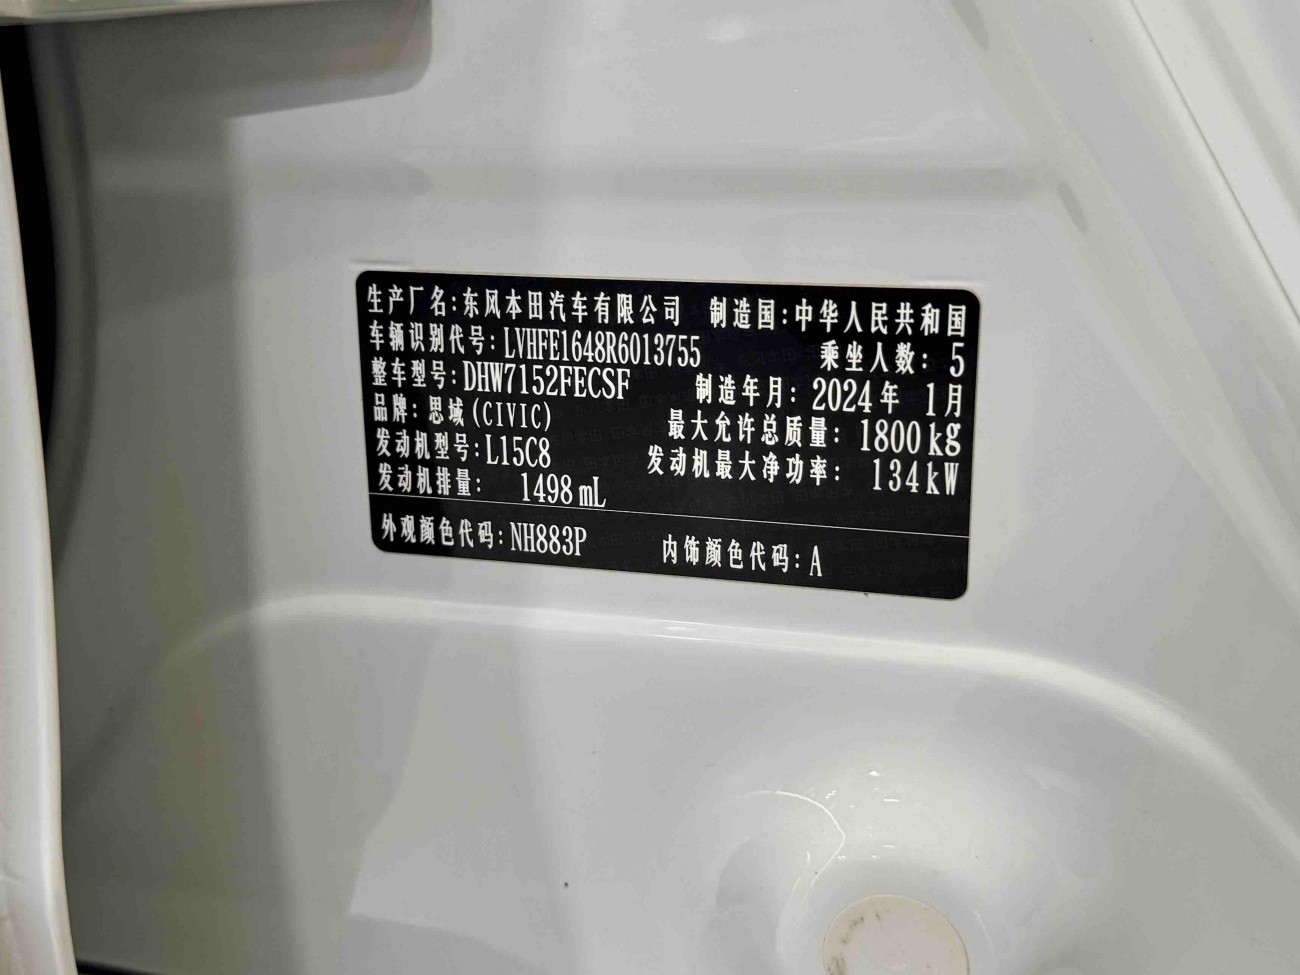 生产厂名:东风本田汽车有限公司 制造国:中华人民共和国
车辆识别代号:LVHFE1648R6013755 乘坐人数:5
整车型号:DHW7152FECSF 制造年月:2024年 1月
品牌:思域(CIVIC) 最大允许总质量:1800kg
发动机型号:L15C8 发动机最大净功率:134kW
发动机排量: 1498mL
外观颜色代码:NH883P 内饰颜色代码:A